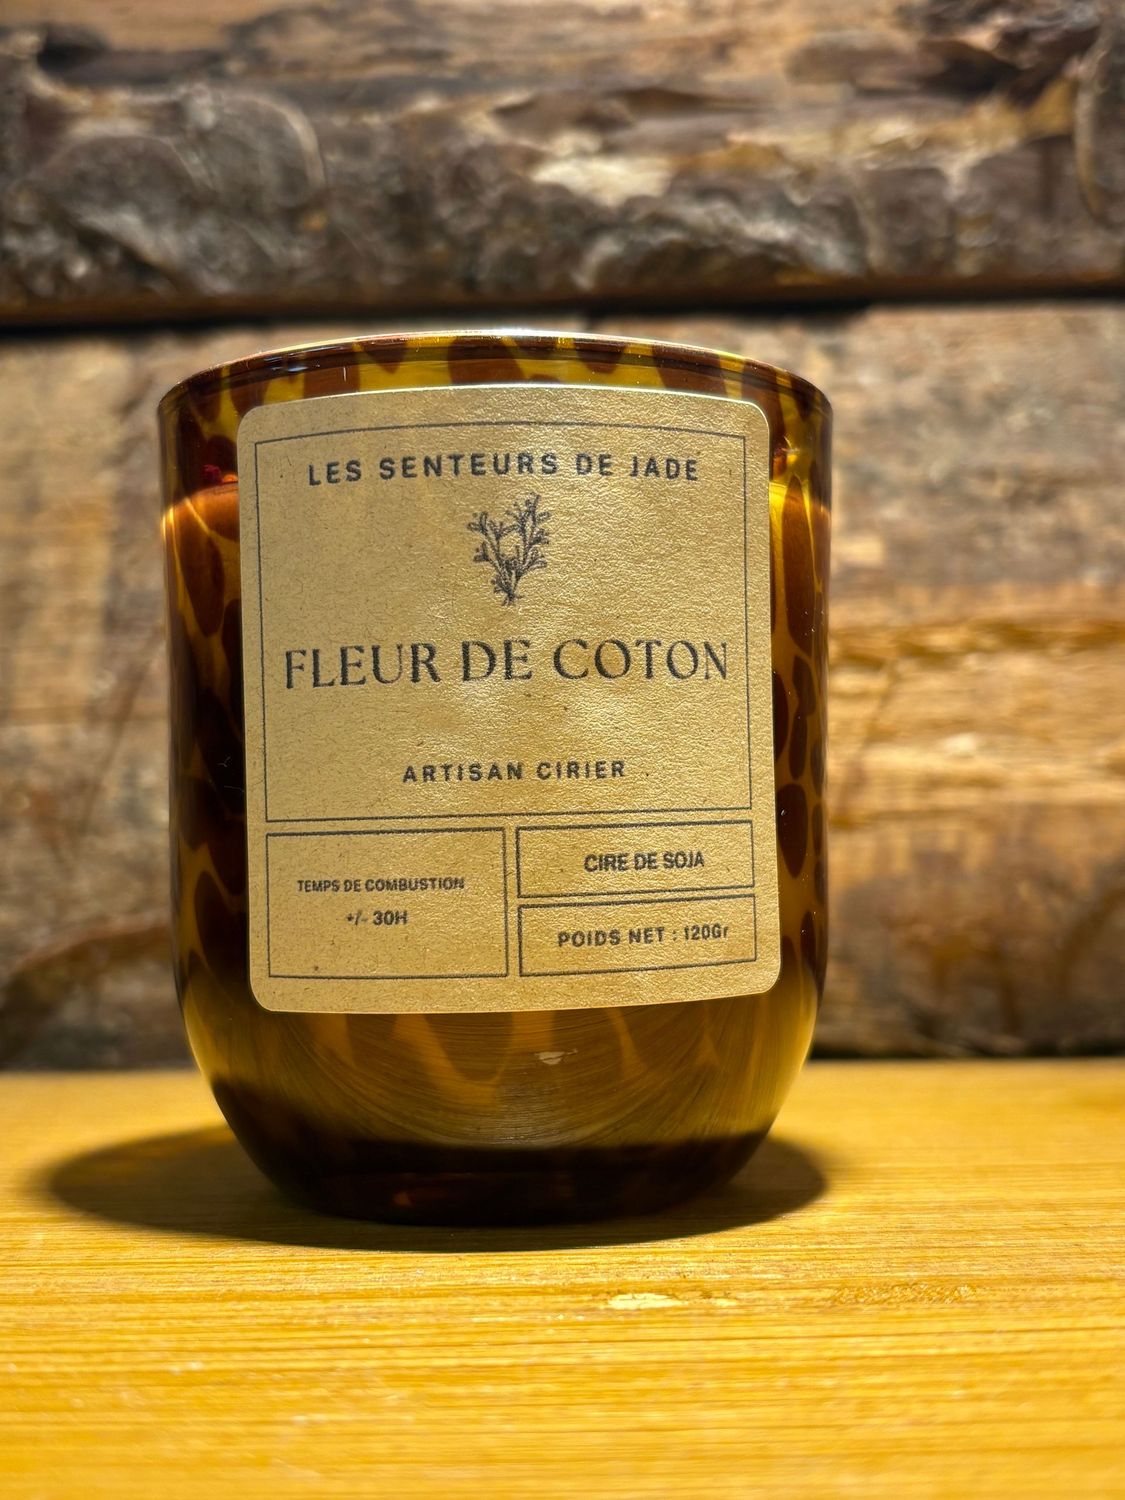 LES SENTEURS DE JADE
FLEUR DE COTON
ARTISAN CIRIER
TEMPS DE COMBUSTION
+/- 30H
CIRE DE SOJA
POIDS NET : 120Gr